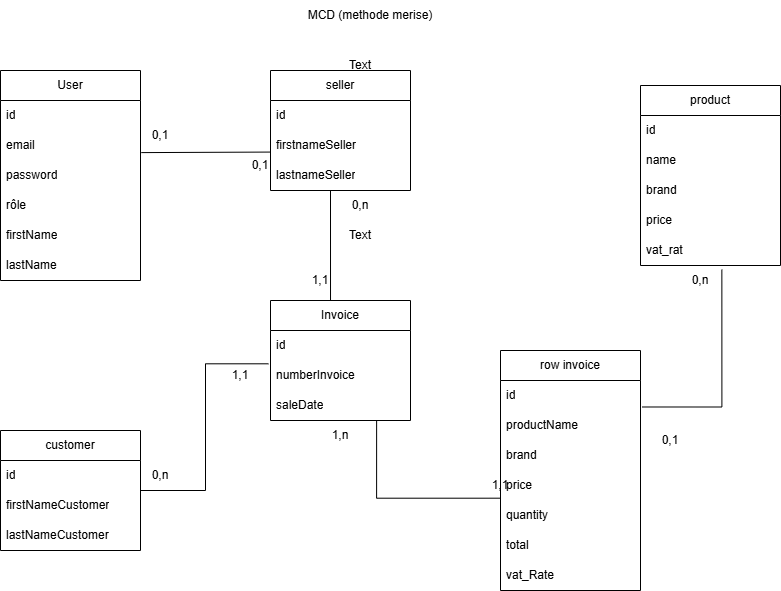 MCD (methode merise)
Text
User
id
email
password
rôle
firstName
lastName
0,1
0,1
seller
id
firstnameSeller
lastnameSeller
0,n
Text
1,1
product
id
name
brand
price
vat_rat
0,n
Invoice
id
numberInvoice
saleDate
1,1
1,n
customer
id
firstNameCustomer
lastNameCustomer
0,n
row invoice
id
productName
brand
price
quantity
total
vat_Rate
1,1
0,1